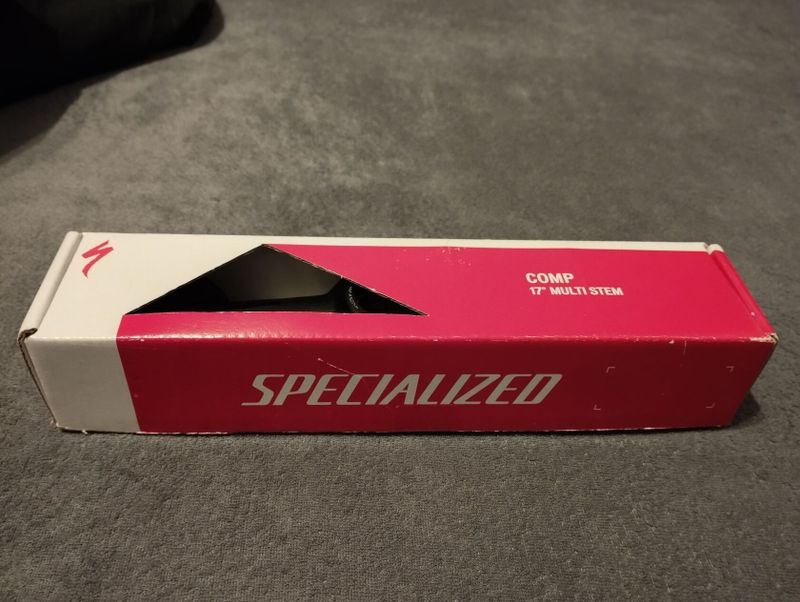 COMP
17° MULTI STEM
SPECIALIZED